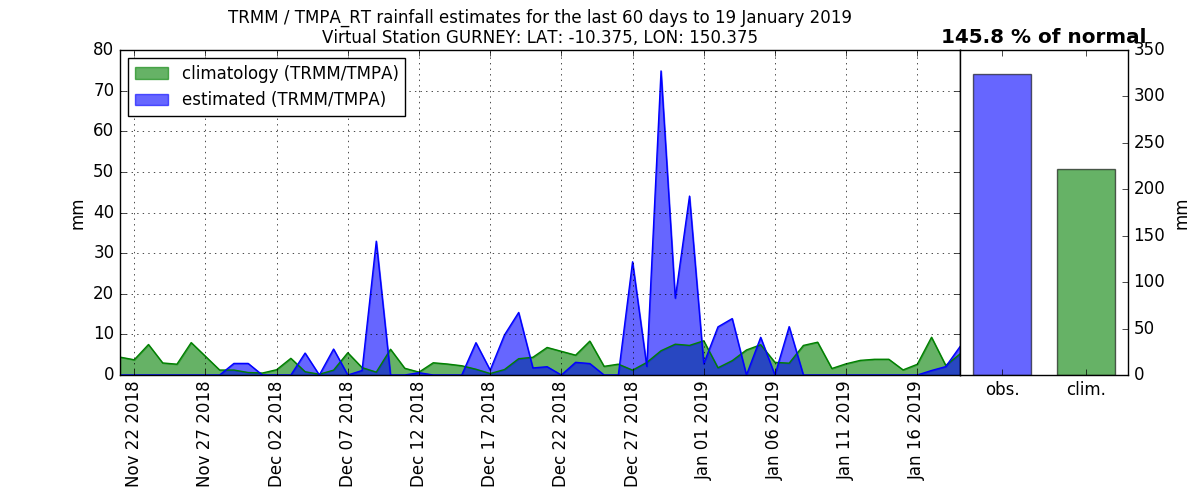 TRMM / TMPA_RT rainfall estimates for the last 60 days to 19 January 2019
Virtual Station GURNEY: LAT: -10.375, LON: 150.375
145.8 % of normal
climatology (TRMM/TMPA)
estimated (TRMM/TMPA)
mm
80
70
60
50
40
30
20
10
0
Nov 22 2018
Nov 27 2018
Dec 02 2018
Dec 07 2018
Dec 12 2018
Dec 17 2018
Dec 22 2018
Dec 27 2018
Jan 01 2019
Jan 06 2019
Jan 11 2019
Jan 16 2019
obs.
clim.
350
300
250
200
150
100
50
0
mm